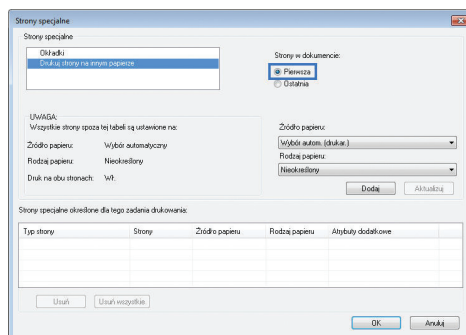 Strony specjalne
Strony specjalne
Okładki
Drukuj strony na innym papierze
Strony w dokumencie:
Pierwsza
Ostatnia
UWAGA:
Wszystkie strony spoza tej tabeli są ustawione na:
Źródło papieru: Wybór automatyczny
Rodzaj papieru: Nieokreślony
Druk na obu stronach: Wł.
Źródło papieru:
Wybór autom. (drukar.)
Rodzaj papieru:
Nieokreślony
Dodaj Aktualizuj
Strony specjalne określone dla tego zadania drukowania:
Typ strony Strony Źródło papieru Rodzaj papieru Atrybuty dodatkowe
Usuń Usuń wszystkie
OK Anuluj